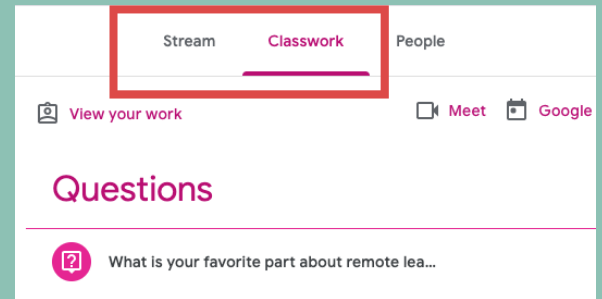 Stream Classwork People
View your work Meet Google
Questions
What is your favorite part about remote lea...